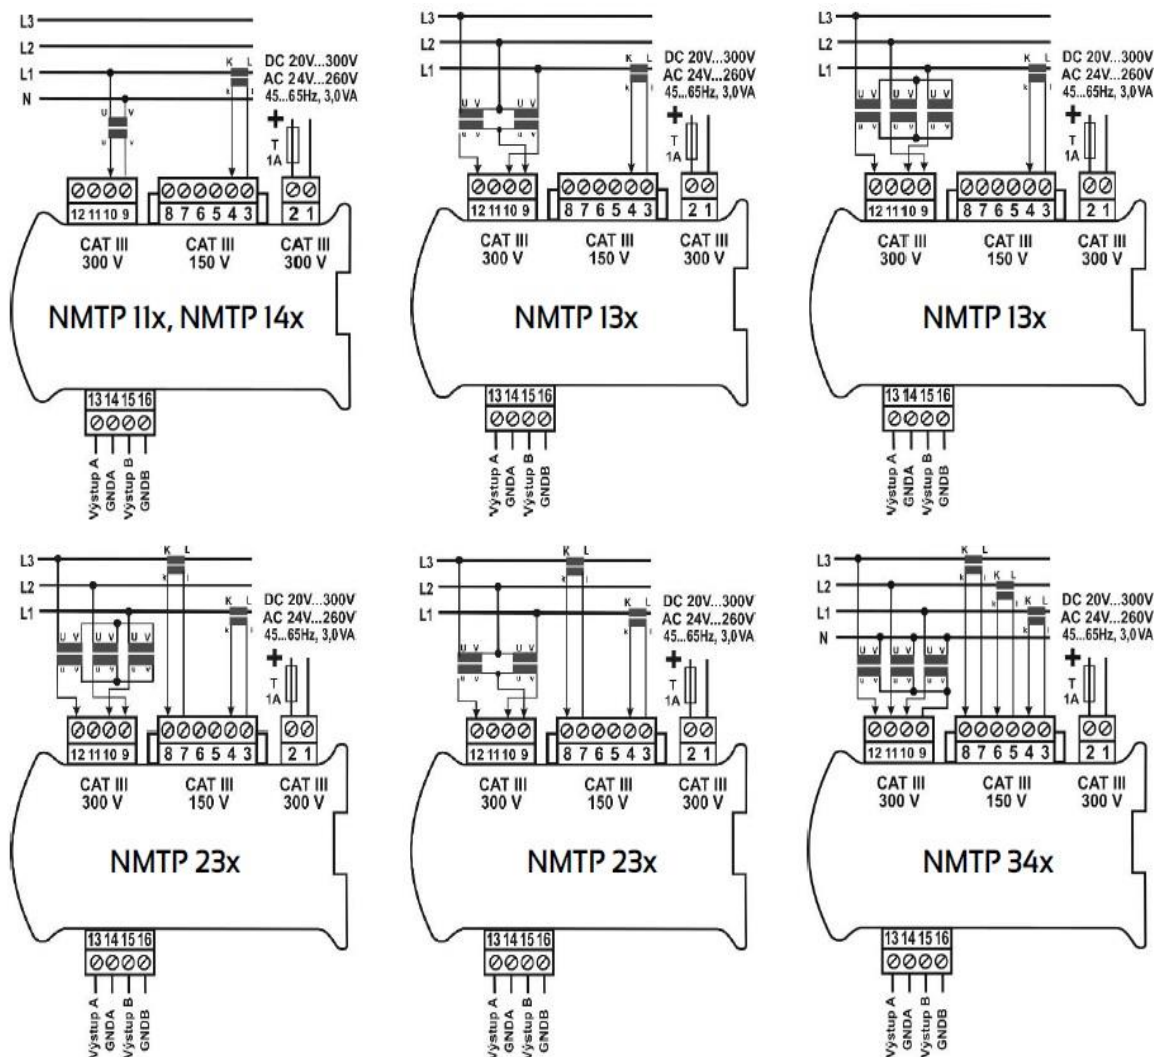 L3
L2
L1
N
K L
k l
DC 20V...300V
AC 24V...260V
45...65Hz, 3,0VA
U V
u v
+
T
1A
12 11 10 9
8 7 6 5 4 3
2 1
CAT III
300 V
CAT III
150 V
CAT III
300 V
NMTP 11x, NMTP 14x
13 14 15 16
Výstup A
GNDA
Výstup B
GNDB
L3
L2
L1
K L
k l
DC 20V...300V
AC 24V...260V
45...65Hz, 3,0VA
U V U V
u v u v
+
T
1A
12 11 10 9
8 7 6 5 4 3
2 1
CAT III
300 V
CAT III
150 V
CAT III
300 V
NMTP 13x
13 14 15 16
Výstup A
GNDA
Výstup B
GNDB
L3
L2
L1
K L
k l
DC 20V...300V
AC 24V...260V
45...65Hz, 3,0VA
U V U V U V
u v u v u v
+
T
1A
12 11 10 9
8 7 6 5 4 3
2 1
CAT III
300 V
CAT III
150 V
CAT III
300 V
NMTP 13x
13 14 15 16
Výstup A
GNDA
Výstup B
GNDB
L3
L2
L1
K L
k l
K L
k l
DC 20V...300V
AC 24V...260V
45...65Hz, 3,0VA
U V U V U V
u v u v u v
+
T
1A
12 11 10 9
8 7 6 5 4 3
2 1
CAT III
300 V
CAT III
150 V
CAT III
300 V
NMTP 23x
13 14 15 16
Výstup A
GNDA
Výstup B
GNDB
L3
L2
L1
K L
k l
K L
k l
DC 20V...300V
AC 24V...260V
45...65Hz, 3,0VA
U V U V
u v u v
+
T
1A
12 11 10 9
8 7 6 5 4 3
2 1
CAT III
300 V
CAT III
150 V
CAT III
300 V
NMTP 23x
13 14 15 16
Výstup A
GNDA
Výstup B
GNDB
L3
L2
L1
N
K L
k l
K L
k l
K L
k l
DC 20V...300V
AC 24V...260V
45...65Hz, 3,0VA
U V U V U V
u v u v u v
+
T
1A
12 11 10 9
8 7 6 5 4 3
2 1
CAT III
300 V
CAT III
150 V
CAT III
300 V
NMTP 34x
13 14 15 16
Výstup A
GNDA
Výstup B
GNDB